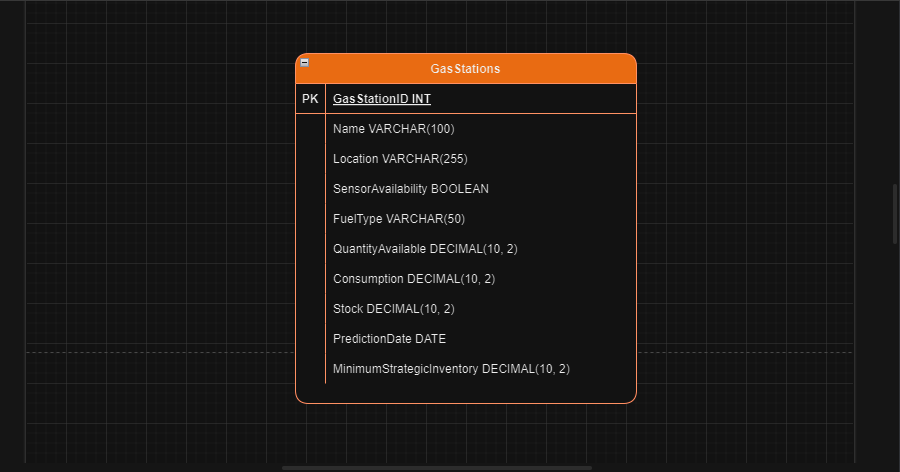 GasStations
PK GasStationID INT
Name VARCHAR(100)
Location VARCHAR(255)
SensorAvailability BOOLEAN
FuelType VARCHAR(50)
QuantityAvailable DECIMAL(10, 2)
Consumption DECIMAL(10, 2)
Stock DECIMAL(10, 2)
PredictionDate DATE
MinimumStrategicInventory DECIMAL(10, 2)